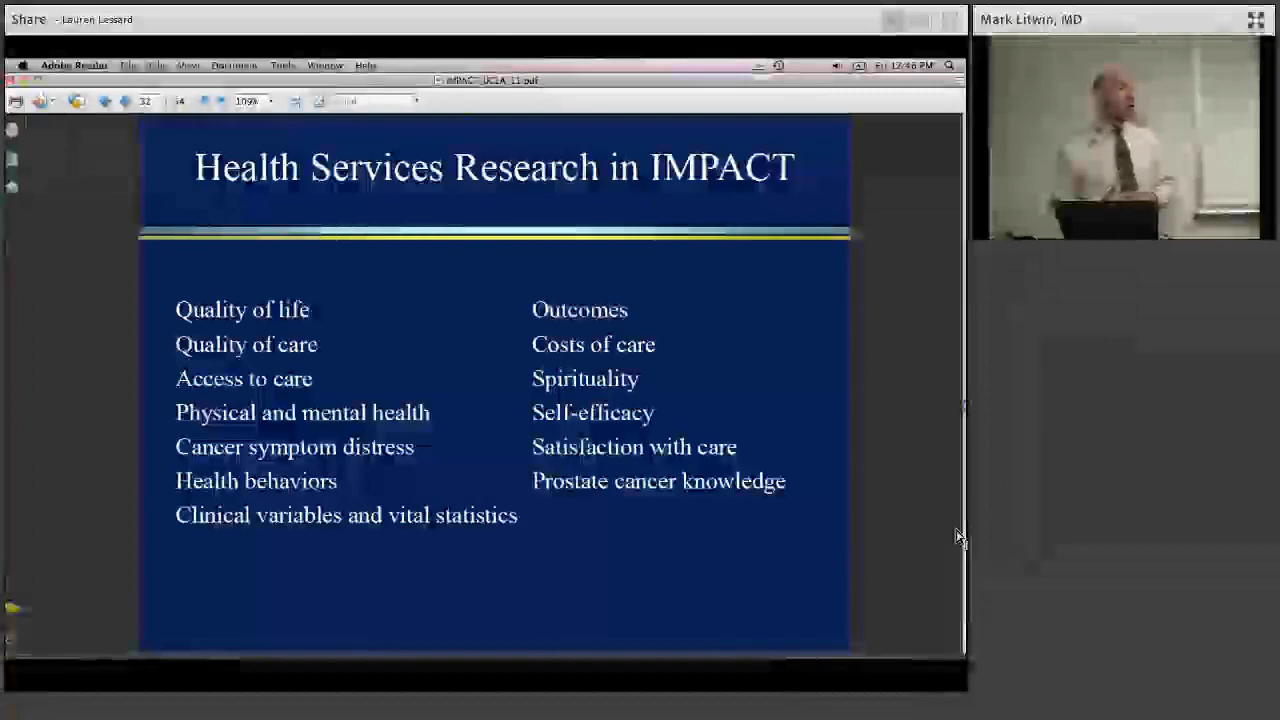 Share - Lauren Lessard
Mark Litwin, MD
Adobe Reader File Edit View Document Tools Window Help
Fri 12:46 PM
IMPACT_UCLA_11.pdf
32
109%
Health Services Research in IMPACT
Quality of life
Quality of care
Access to care
Physical and mental health
Cancer symptom distress
Health behaviors
Clinical variables and vital statistics
Outcomes
Costs of care
Spirituality
Self-efficacy
Satisfaction with care
Prostate cancer knowledge